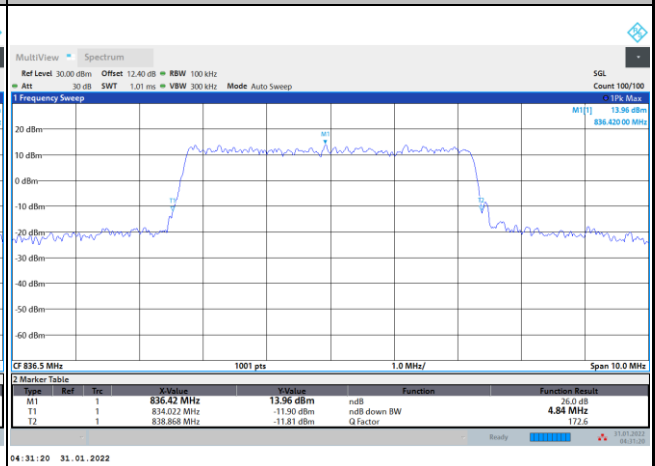 MultiView Spectrum
Ref Level 30.00 dBm Offset 12.40 dB RBW 100 kHz SGL
Att 30 dB SWT 1.01 ms VBW 300 kHz Mode Auto Sweep Count 100/100
1 Frequency Sweep 1Pk Max
M1[1] 13.96 dBm
836.420 00 MHz
M1
20 dBm
10 dBm
0 dBm
T1 T2
-10 dBm
-20 dBm
-30 dBm
-40 dBm
-50 dBm
-60 dBm
CF 836.5 MHz 1001 pts 1.0 MHz/ Span 10.0 MHz
2 Marker Table
Type Ref Trc X-Value Y-Value Function Function Result
M1 1 836.42 MHz 13.96 dBm ndB 26.0 dB
T1 1 834.022 MHz -11.90 dBm ndB down BW 4.84 MHz
T2 1 838.868 MHz -11.81 dBm Q Factor 172.6
Ready 31.01.2022
04:31:20
04:31:20 31.01.2022